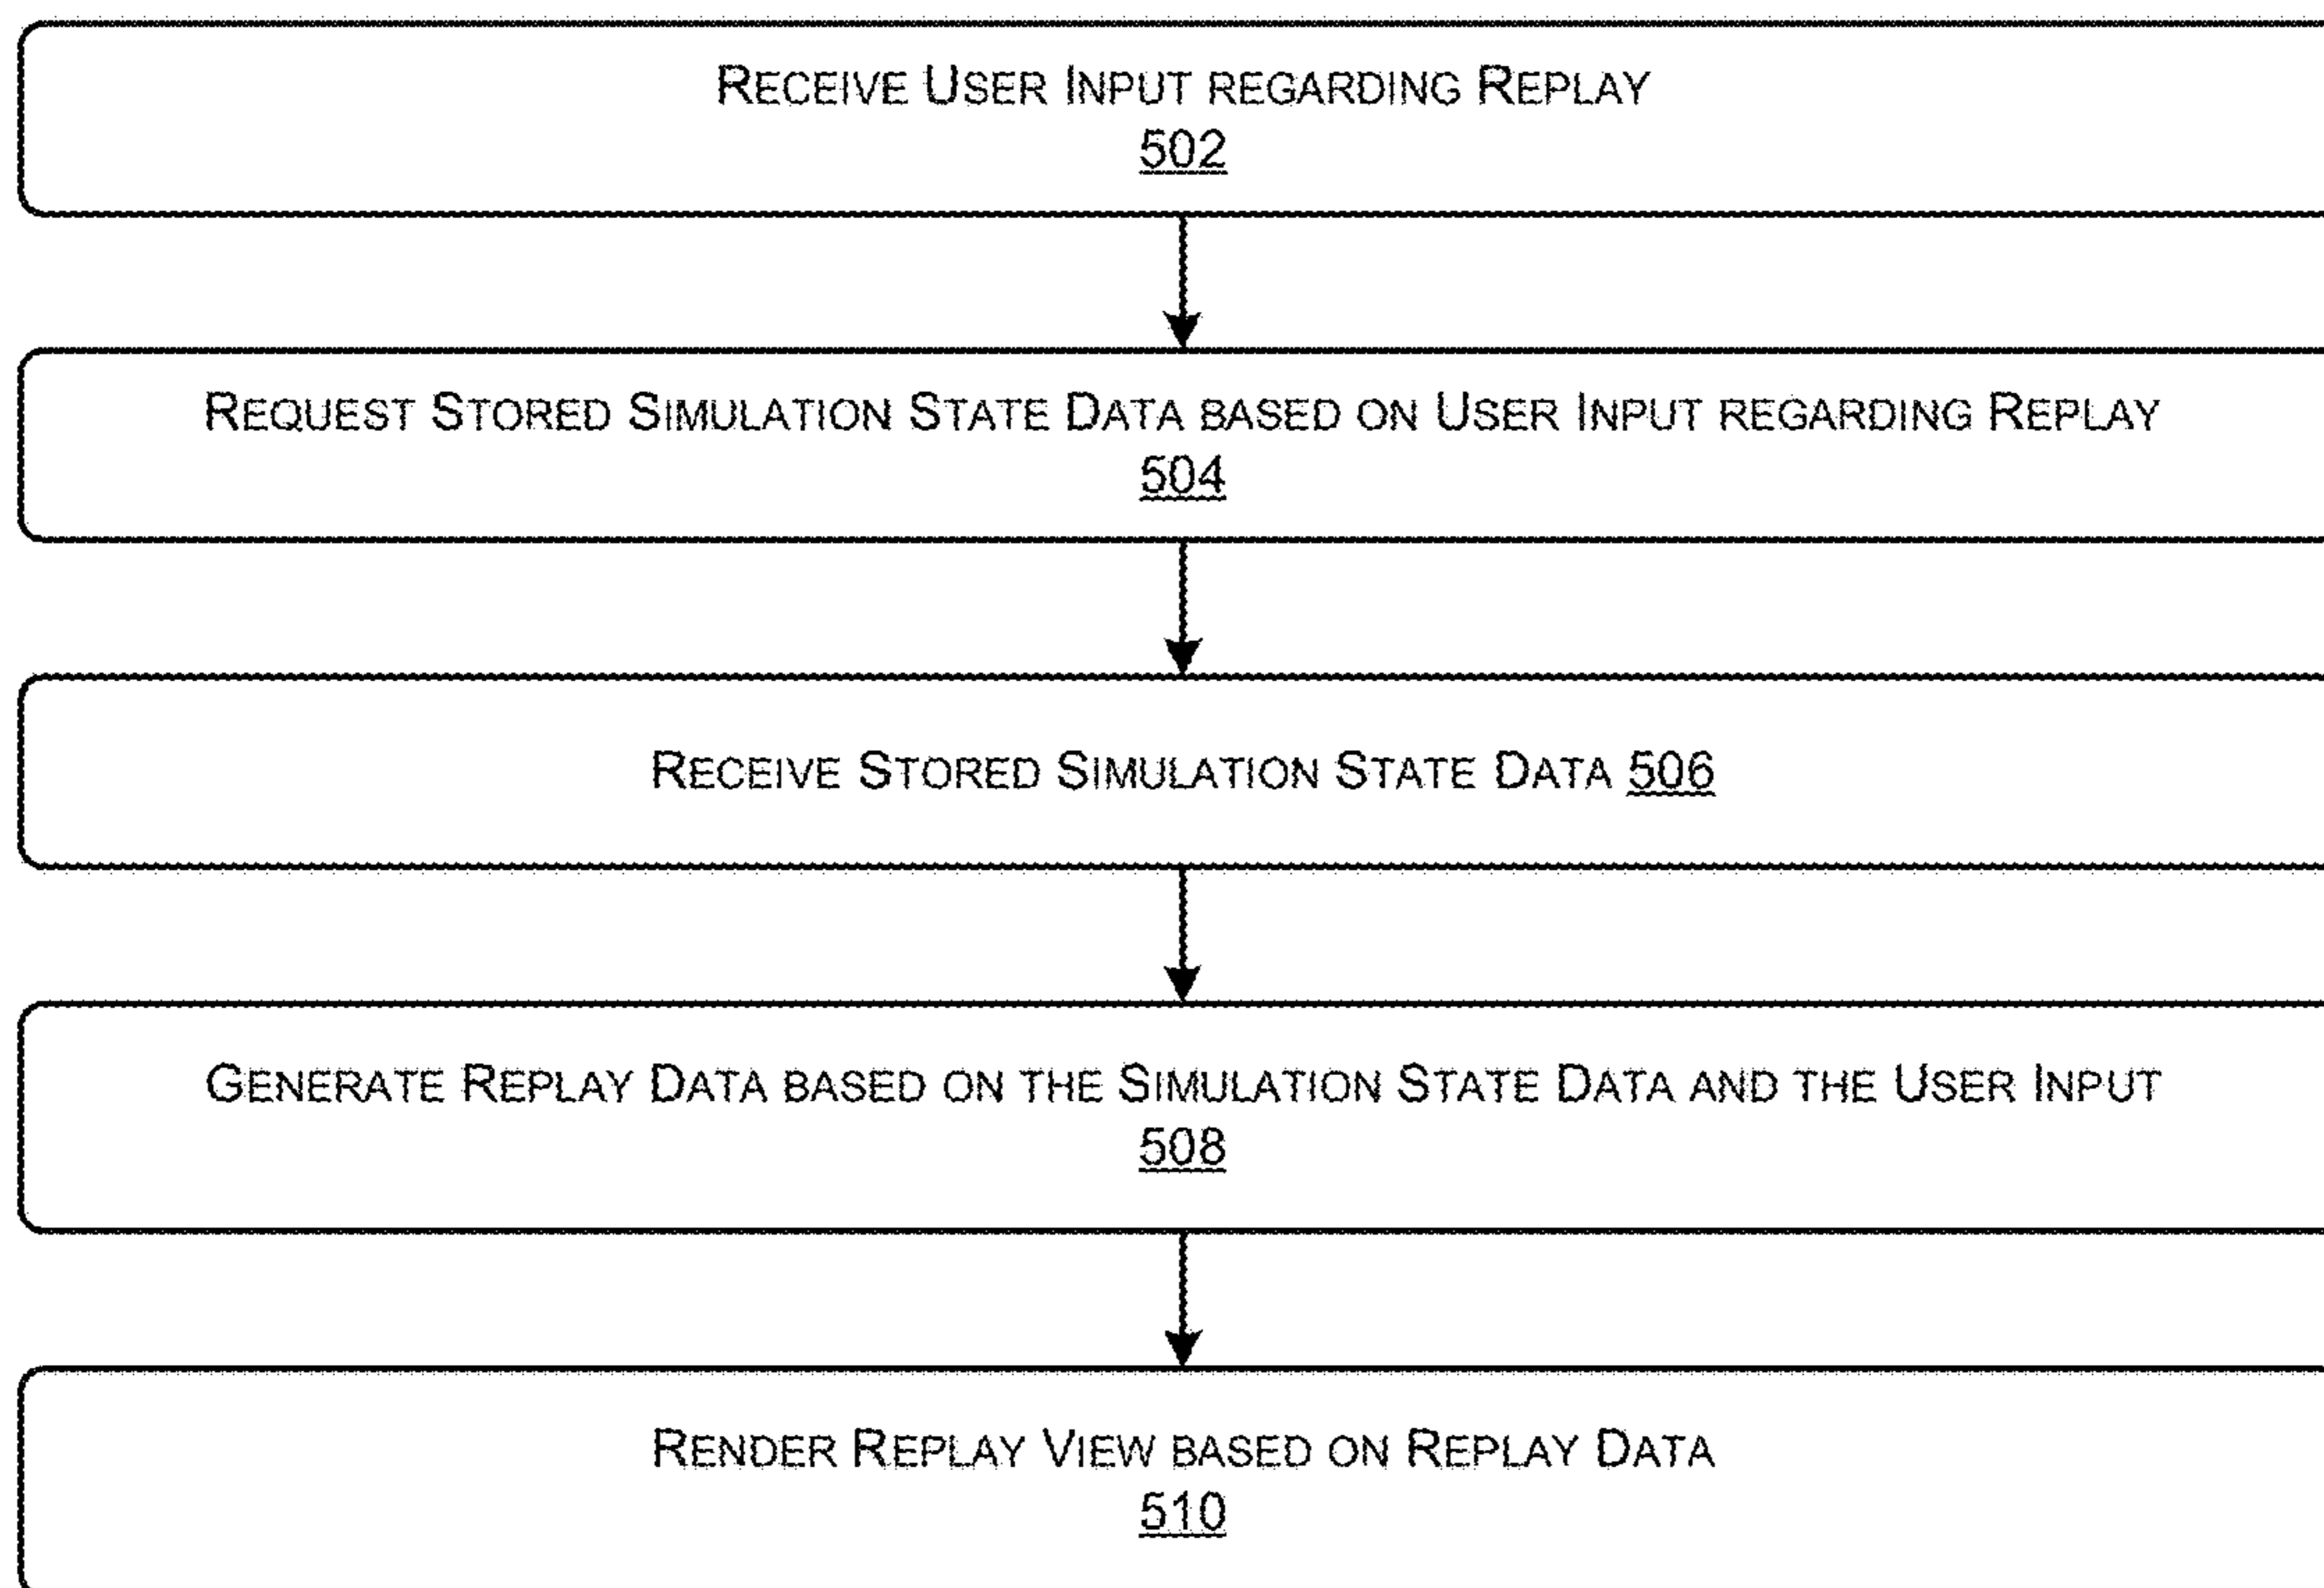 RECEIVE USER INPUT REGARDING REPLAY
502
REQUEST STORED SIMULATION STATE DATA BASED ON USER INPUT REGARDING REPLAY
504
RECEIVE STORED SIMULATION STATE DATA 506
GENERATE REPLAY DATA BASED ON THE SIMULATION STATE DATA AND THE USER INPUT
508
RENDER REPLAY VIEW BASED ON REPLAY DATA
510